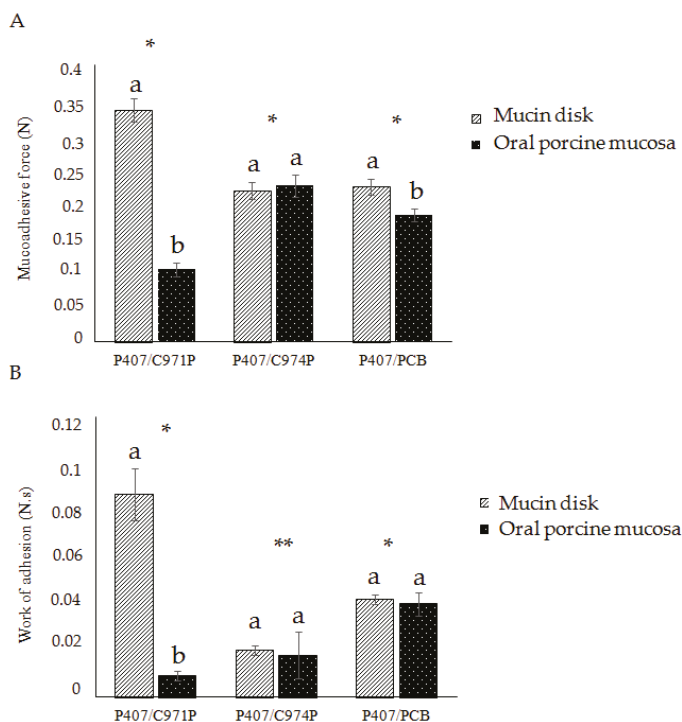 A
Mucoadhesive force (N)
0.4
0.35
0.3
0.25
0.2
0.15
0.1
0.05
0
*
a
b
*
a
a
*
a
b
Mucin disk
Oral porcine mucosa
P407/C971P
P407/C974P
P407/PCB
B
Work of adhesion (N.s)
0.12
0.1
0.08
0.06
0.04
0.02
0
*
a
b
**
a
a
*
a
a
Mucin disk
Oral porcine mucosa
P407/C971P
P407/C974P
P407/PCB